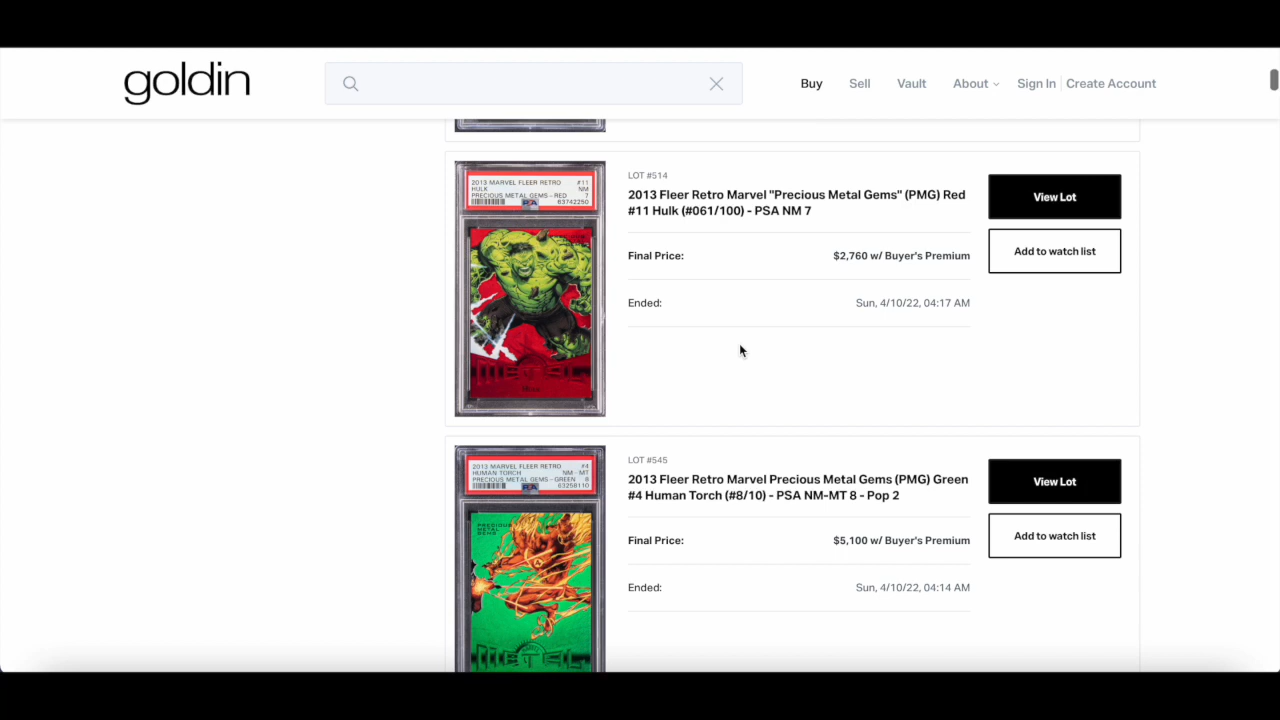 goldin
Buy
Sell
Vault
About
Sign In
Create Account
2013 MARVEL FLEER RETRO #11
HULK NM
PRECIOUS METAL GEMS - RED 7
PSA 63742250
LOT #514
2013 Fleer Retro Marvel "Precious Metal Gems" (PMG) Red
#11 Hulk (#061/100) - PSA NM 7
Final Price: $2,760 w/ Buyer's Premium
Ended: Sun, 4/10/22, 04:17 AM
View Lot
Add to watch list
2013 MARVEL FLEER RETRO #4
HUMAN TORCH NM - MT
PRECIOUS METAL GEMS - GREEN 8
PSA 63258110
PRECIOUS
METAL
GEMS
METAL
LOT #545
2013 Fleer Retro Marvel Precious Metal Gems (PMG) Green
#4 Human Torch (#8/10) - PSA NM-MT 8 - Pop 2
Final Price: $5,100 w/ Buyer's Premium
Ended: Sun, 4/10/22, 04:14 AM
View Lot
Add to watch list